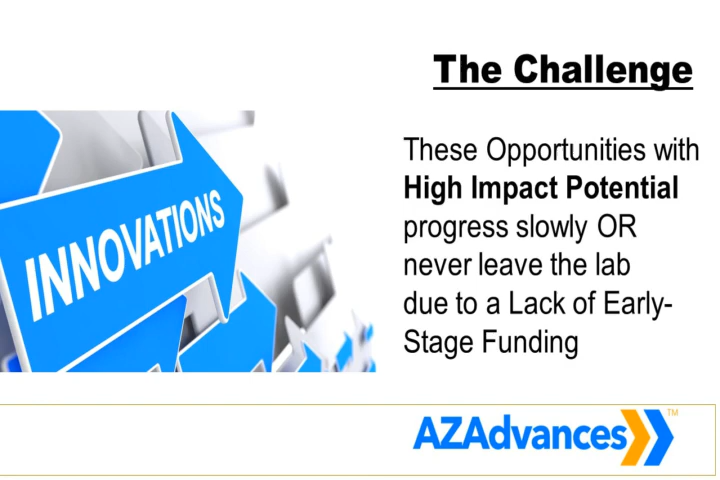 The Challenge
These Opportunities with
High Impact Potential
progress slowly OR
never leave the lab
due to a Lack of Early-
Stage Funding
INNOVATIONS
AZAdvances
TM